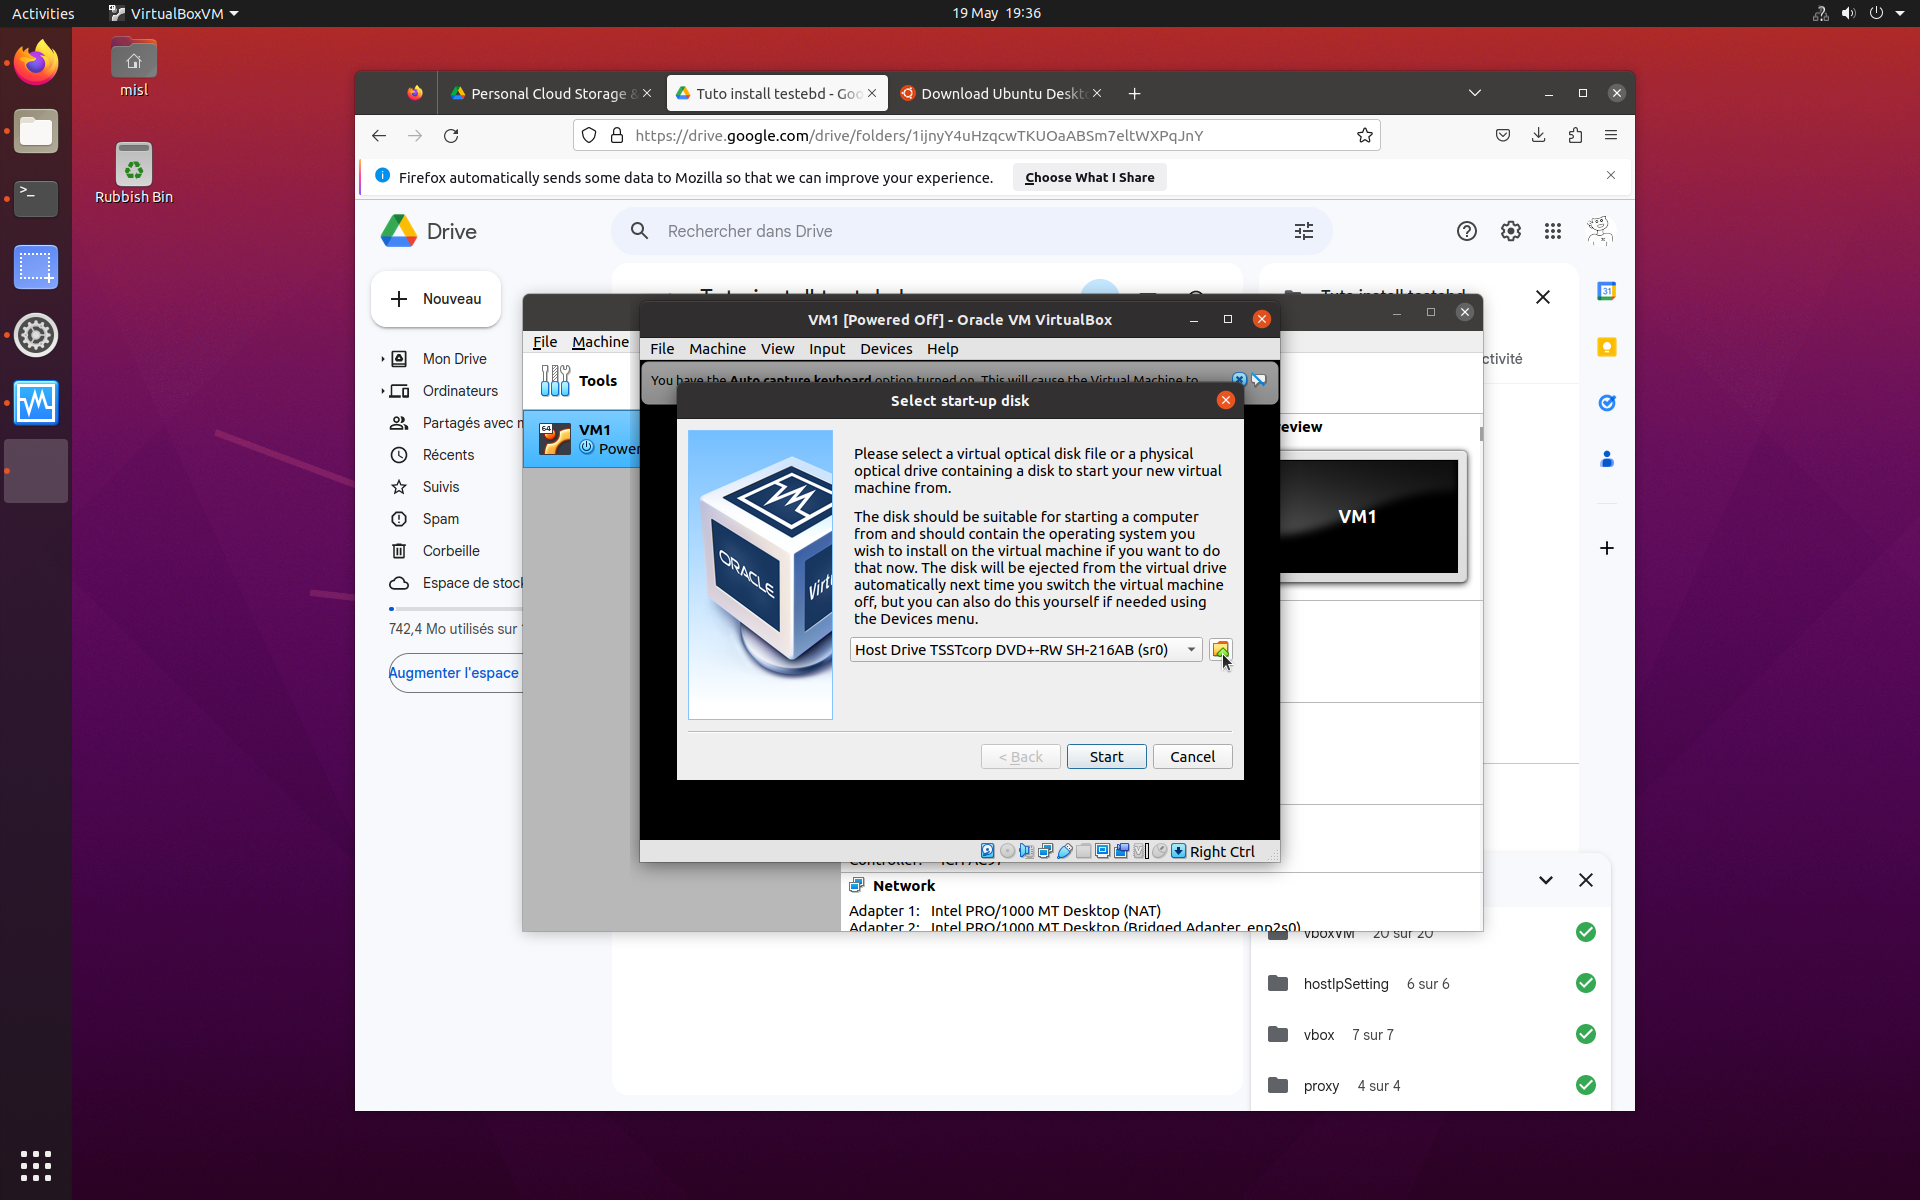 Activities
VirtualBoxVM
19 May 19:36
misl
Rubbish Bin
Personal Cloud Storage &
Tuto install testebd - Goo
Download Ubuntu Deskt
https://drive.google.com/drive/folders/1ijnyY4uHzqcwTKUOaABSm7eltWXPqJnY
Firefox automatically sends some data to Mozilla so that we can improve your experience.
Choose What I Share
Drive
Rechercher dans Drive
Nouveau
Mon Drive
Ordinateurs
Partagés avec
Récents
Suivis
Spam
Corbeille
Espace de stock
742,4 Mo utilisés sur
Augmenter l'espace
Tuto install testebd
ctivité
31
File Machine
Tools
64
VM1
Power
eview
VM1
VM1 [Powered Off] - Oracle VM VirtualBox
File Machine View Input Devices Help
You have the Auto capture keyboard option turned on. This will cause the Virtual Machine to
Select start-up disk
ORACLE
Virt
Please select a virtual optical disk file or a physical
optical drive containing a disk to start your new virtual
machine from.
The disk should be suitable for starting a computer
from and should contain the operating system you
wish to install on the virtual machine if you want to do
that now. The disk will be ejected from the virtual drive
automatically next time you switch the virtual machine
off, but you can also do this yourself if needed using
the Devices menu.
Host Drive TSSTcorp DVD+-RW SH-216AB (sr0)
< Back
Start
Cancel
Right Ctrl
Controller: ICH AC97
Network
Adapter 1: Intel PRO/1000 MT Desktop (NAT)
Adapter 2: Intel PRO/1000 MT Desktop (Bridged Adapter, enp2s0)
vboxVM 20 sur 20
hostIpSetting 6 sur 6
vbox 7 sur 7
proxy 4 sur 4